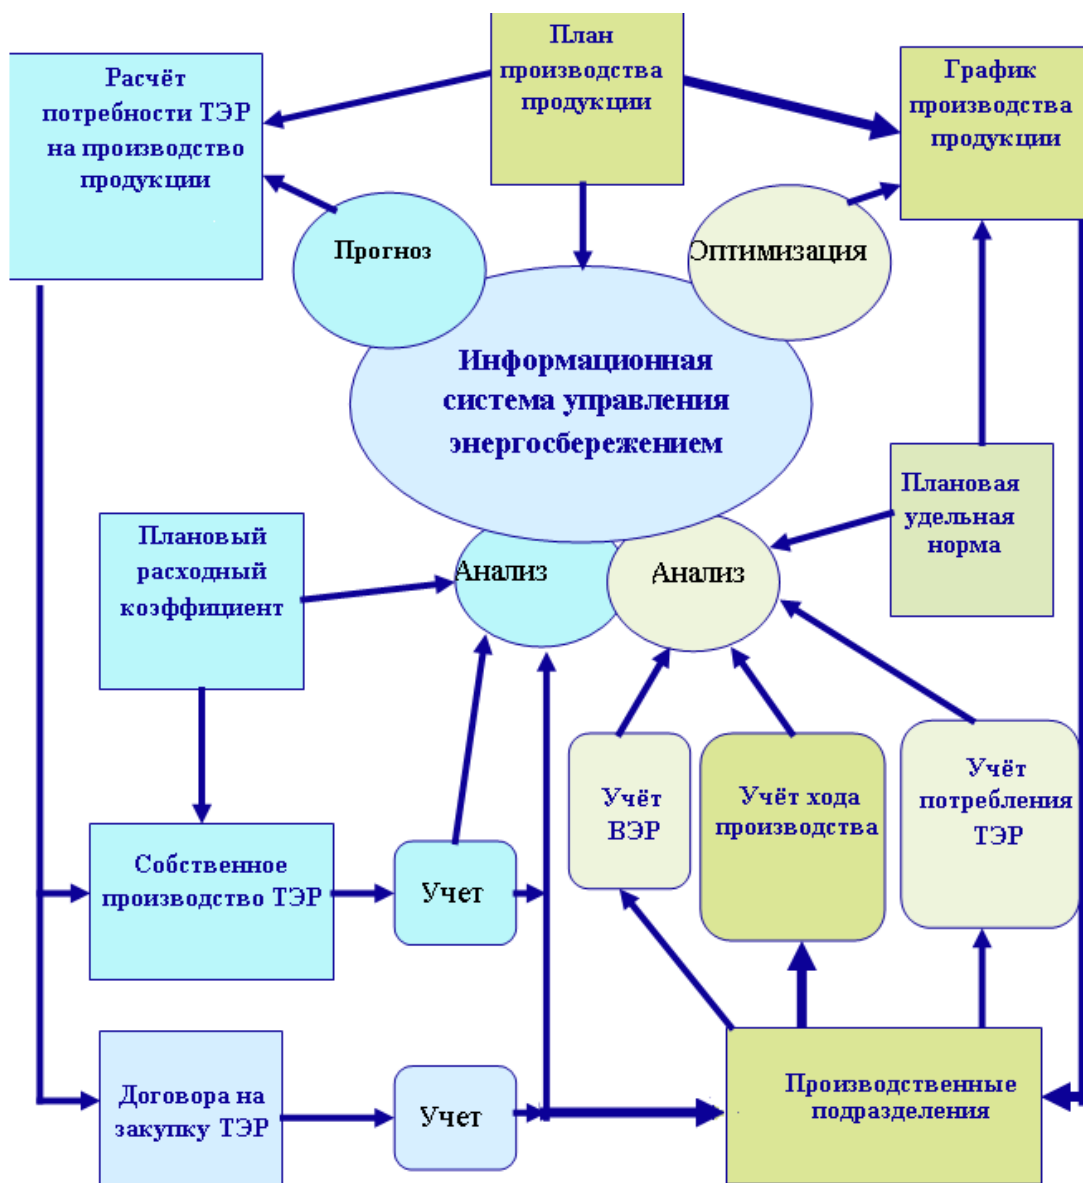 План
производства
продукции
Расчёт
потребности ТЭР
на производство
продукции
График
производства
продукции
Прогноз
Оптимизация
Информационная
система управления
энергосбережением
Плановая
удельная
норма
Плановый
расходный
коэффициент
Анализ
Анализ
Учёт
ВЭР
Учёт хода
производства
Учёт
потребления
ТЭР
Собственное
производство ТЭР
Учет
Договора на
закупку ТЭР
Учет
Производственные
подразделения